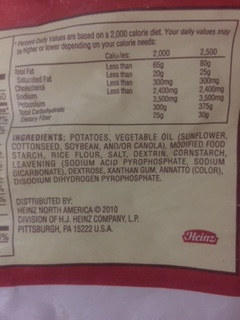 * Percent Daily Values are based on a 2,000 calorie diet. Your daily values may
be higher or lower depending on your calorie needs:
Calories: 2,000 2,500
Total Fat Less than 65g 80g
Saturated Fat Less than 20g 25g
Cholesterol Less than 300mg 300mg
Sodium Less than 2,400mg 2,400mg
Potassium 3,500mg 3,500mg
Total Carbohydrate 300g 375g
Dietary Fiber 25g 30g
INGREDIENTS: POTATOES, VEGETABLE OIL (SUNFLOWER,
COTTONSEED, SOYBEAN, AND/OR CANOLA), MODIFIED FOOD
STARCH, RICE FLOUR, SALT, DEXTRIN, CORNSTARCH,
LEAVENING (SODIUM ACID PYROPHOSPHATE, SODIUM
BICARBONATE), DEXTROSE, XANTHAN GUM, ANNATTO (COLOR),
DISODIUM DIHYDROGEN PYROPHOSPHATE.
DISTRIBUTED BY:
HEINZ NORTH AMERICA © 2010
DIVISION OF H.J. HEINZ COMPANY, L.P.
PITTSBURGH, PA 15222 U.S.A.
Heinz